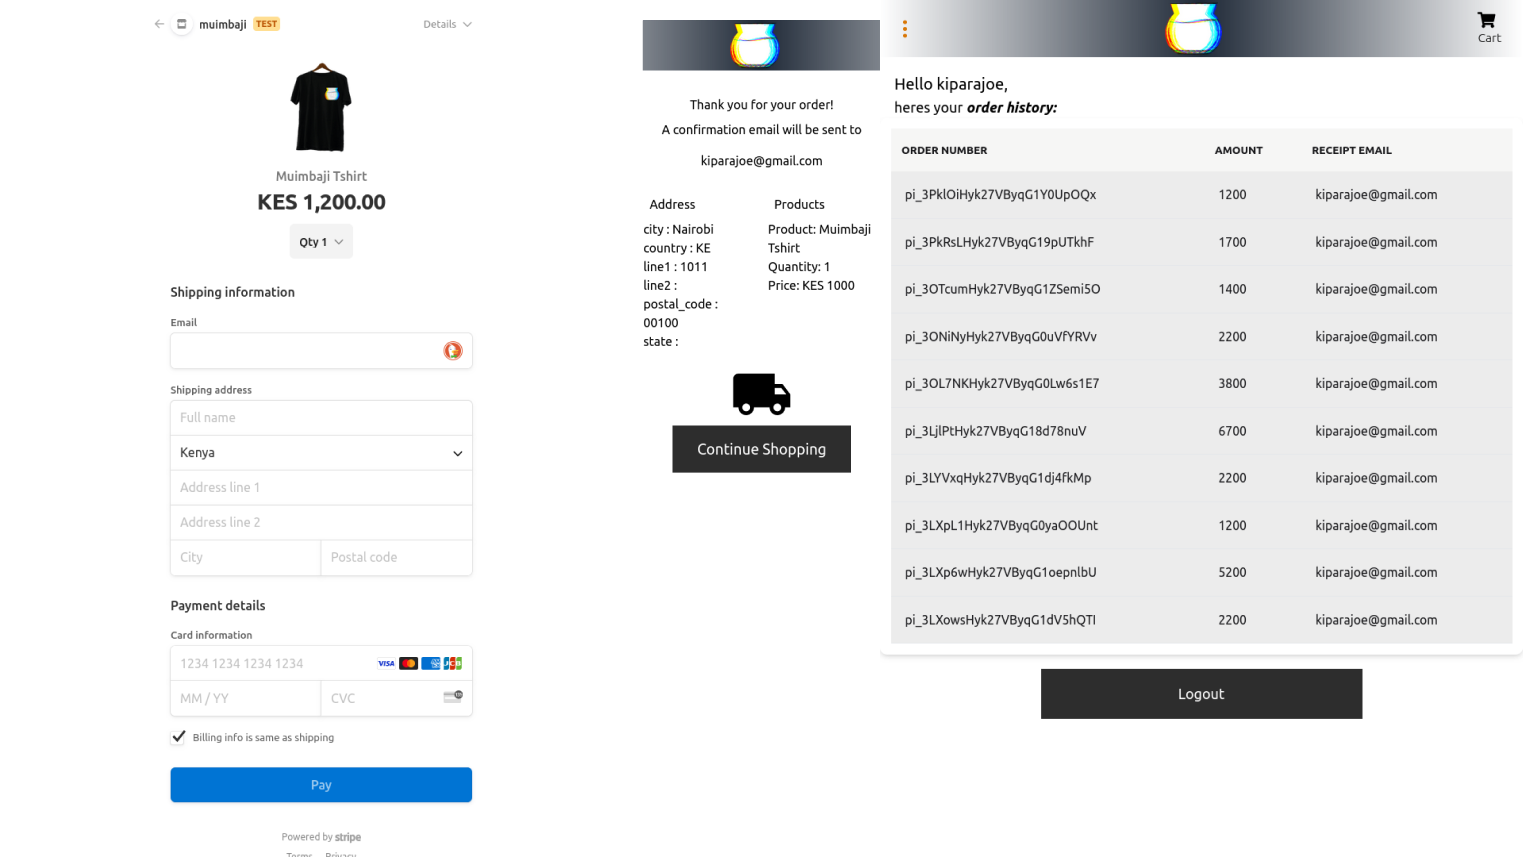 muimbaji TEST
Details
Muimbaji Tshirt
KES 1,200.00
Qty 1
Shipping information
Email
Shipping address
Full name
Kenya
Address line 1
Address line 2
City Postal code
Payment details
Card information
1234 1234 1234 1234 VISA JCB
MM / YY CVC
Billing info is same as shipping
Pay
Powered by stripe
Terms Privacy
Thank you for your order!
A confirmation email will be sent to
kiparajoe@gmail.com
Address
city : Nairobi
country : KE
line1 : 1011
line2 :
postal_code :
00100
state :
Products
Product: Muimbaji
Tshirt
Quantity: 1
Price: KES 1000
Continue Shopping
Cart
Hello kiparajoe,
heres your order history:
ORDER NUMBER AMOUNT RECEIPT EMAIL
pi_3PklOiHyk27VByqG1Y0UpOQx 1200 kiparajoe@gmail.com
pi_3PkRsLHyk27VByqG19pUTkhF 1700 kiparajoe@gmail.com
pi_3OTcumHyk27VByqG1ZSemi5O 1400 kiparajoe@gmail.com
pi_3ONiNyHyk27VByqG0uVfYRVv 2200 kiparajoe@gmail.com
pi_3OL7NKHyk27VByqG0Lw6s1E7 3800 kiparajoe@gmail.com
pi_3LjlPtHyk27VByqG18d78nuV 6700 kiparajoe@gmail.com
pi_3LYVxqHyk27VByqG1dj4fkMp 2200 kiparajoe@gmail.com
pi_3LXpL1Hyk27VByqG0yaOOUnt 1200 kiparajoe@gmail.com
pi_3LXp6wHyk27VByqG1oepnlbU 5200 kiparajoe@gmail.com
pi_3LXowsHyk27VByqG1dV5hQTI 2200 kiparajoe@gmail.com
Logout